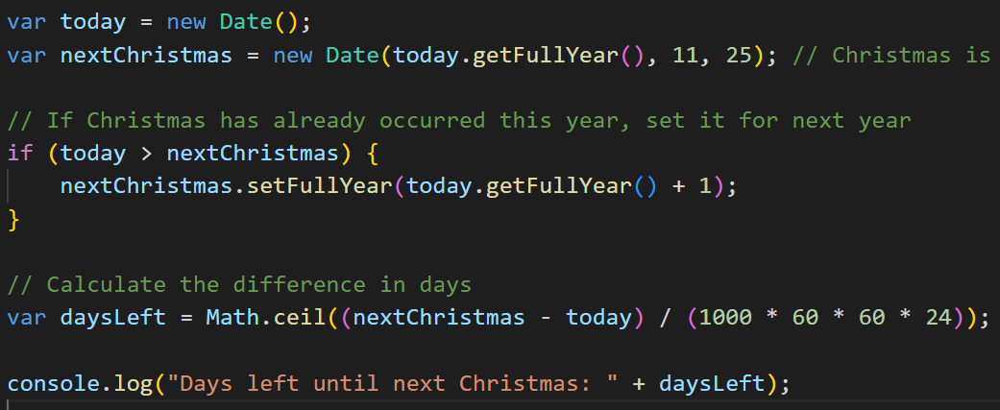 var today = new Date();
var nextChristmas = new Date(today.getFullYear(), 11, 25); // Christmas is
// If Christmas has already occurred this year, set it for next year
if (today > nextChristmas) {
    nextChristmas.setFullYear(today.getFullYear() + 1);
}
// Calculate the difference in days
var daysLeft = Math.ceil((nextChristmas - today) / (1000 * 60 * 60 * 24));
console.log("Days left until next Christmas: " + daysLeft);